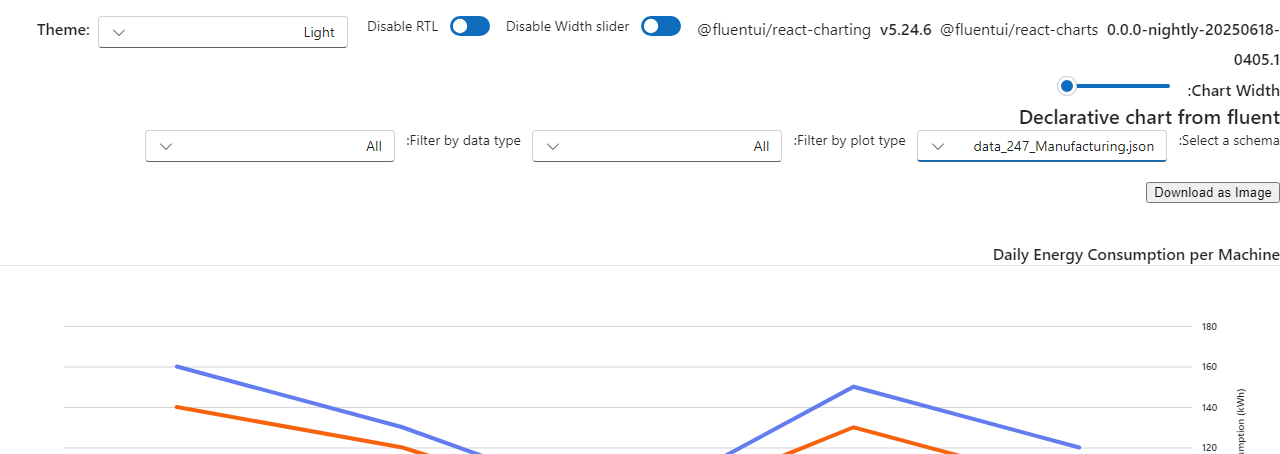 Theme: Light Disable RTL Disable Width slider @fluentui/react-charting v5.24.6 @fluentui/react-charts 0.0.0-nightly-20250618-
0405.1
:Chart Width
Declarative chart from fluent
:Select a schema data_247_Manufacturing.json :Filter by plot type All :Filter by data type All
Download as Image
Daily Energy Consumption per Machine
180
160
140
120
(kWh)